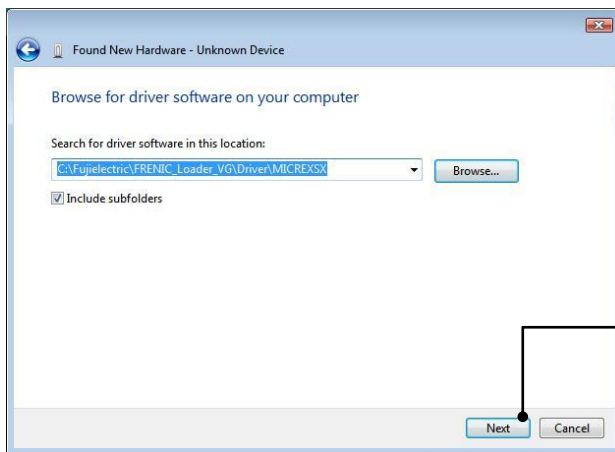 Found New Hardware - Unknown Device
Browse for driver software on your computer
Search for driver software in this location:
C:\Fujielectric\FRENIC_Loader_VG\Driver\MICREXSX
Browse...
Include subfolders
Next
Cancel